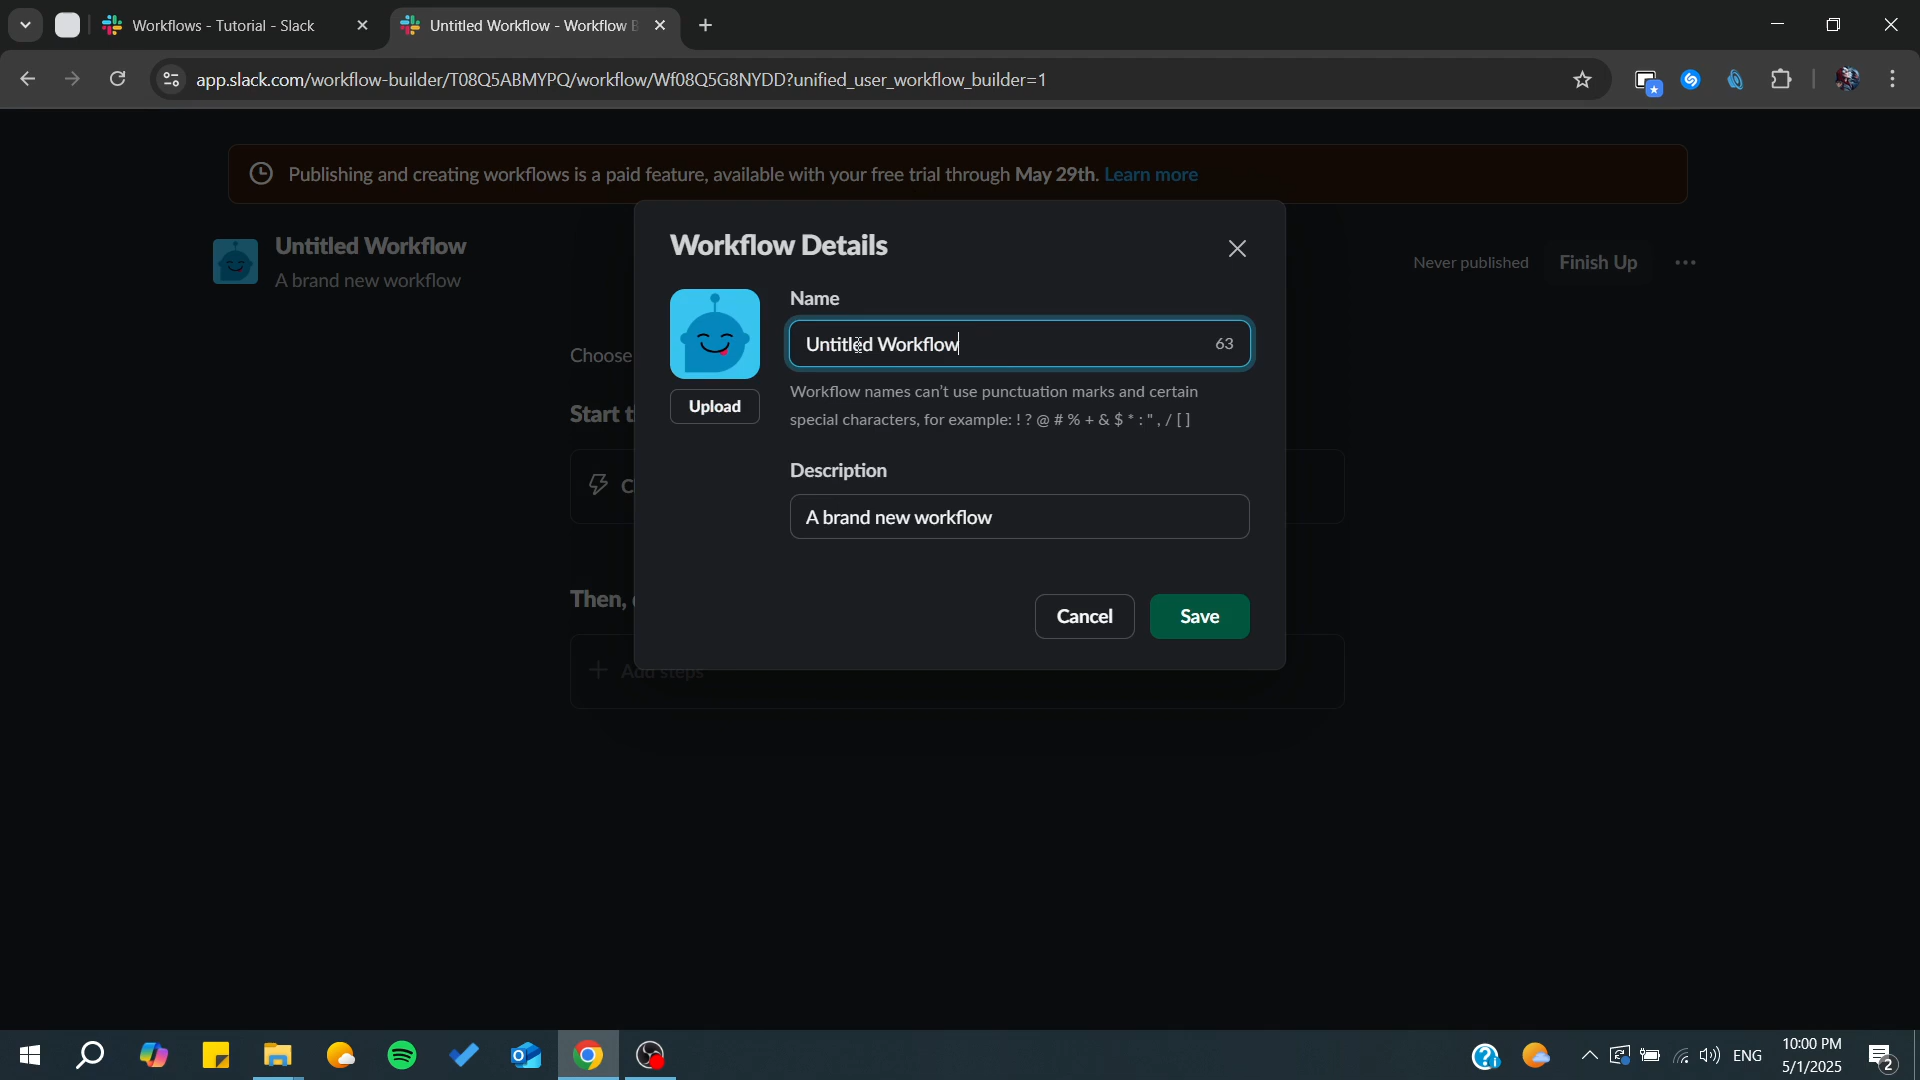 Workflows - Tutorial - Slack
Untitled Workflow - Workflow B
app.slack.com/workflow-builder/T08Q5ABMYPQ/workflow/Wf08Q5G8NYDD?unified_user_workflow_builder=1
Publishing and creating workflows is a paid feature, available with your free trial through May 29th. Learn more
Untitled Workflow
A brand new workflow
Never published
Finish Up
Workflow Details
Name
Untitled Workflow
63
Workflow names can't use punctuation marks and certain
special characters, for example: ! ? @ # % + & $ * : " , / [ ]
Upload
Description
A brand new workflow
Cancel
Save
Choose
Start t
C
Then,
Add steps
ENG
10:00 PM
5/1/2025
2